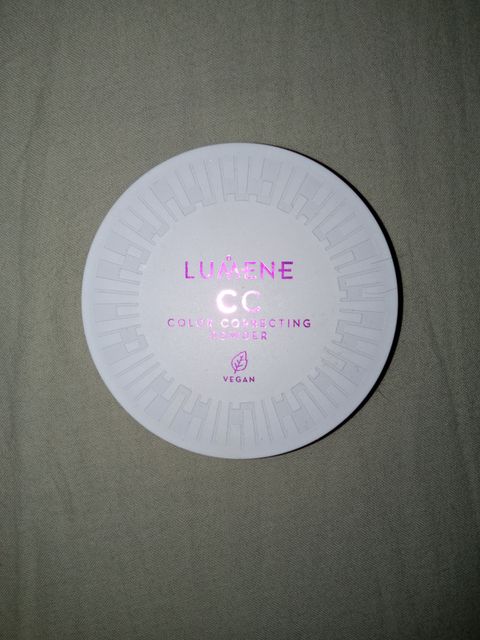 LUMENE
CC
COLOR CORRECTING
POWDER
VEGAN